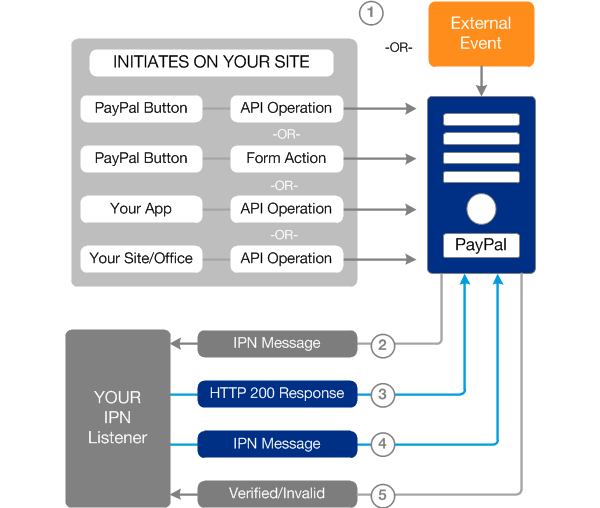 1
External
Event
-OR-
INITIATES ON YOUR SITE
PayPal Button API Operation
-OR-
PayPal Button Form Action
-OR-
Your App API Operation
-OR-
Your Site/Office API Operation
PayPal
YOUR
IPN
Listener
IPN Message 2
HTTP 200 Response 3
IPN Message 4
Verified/Invalid 5